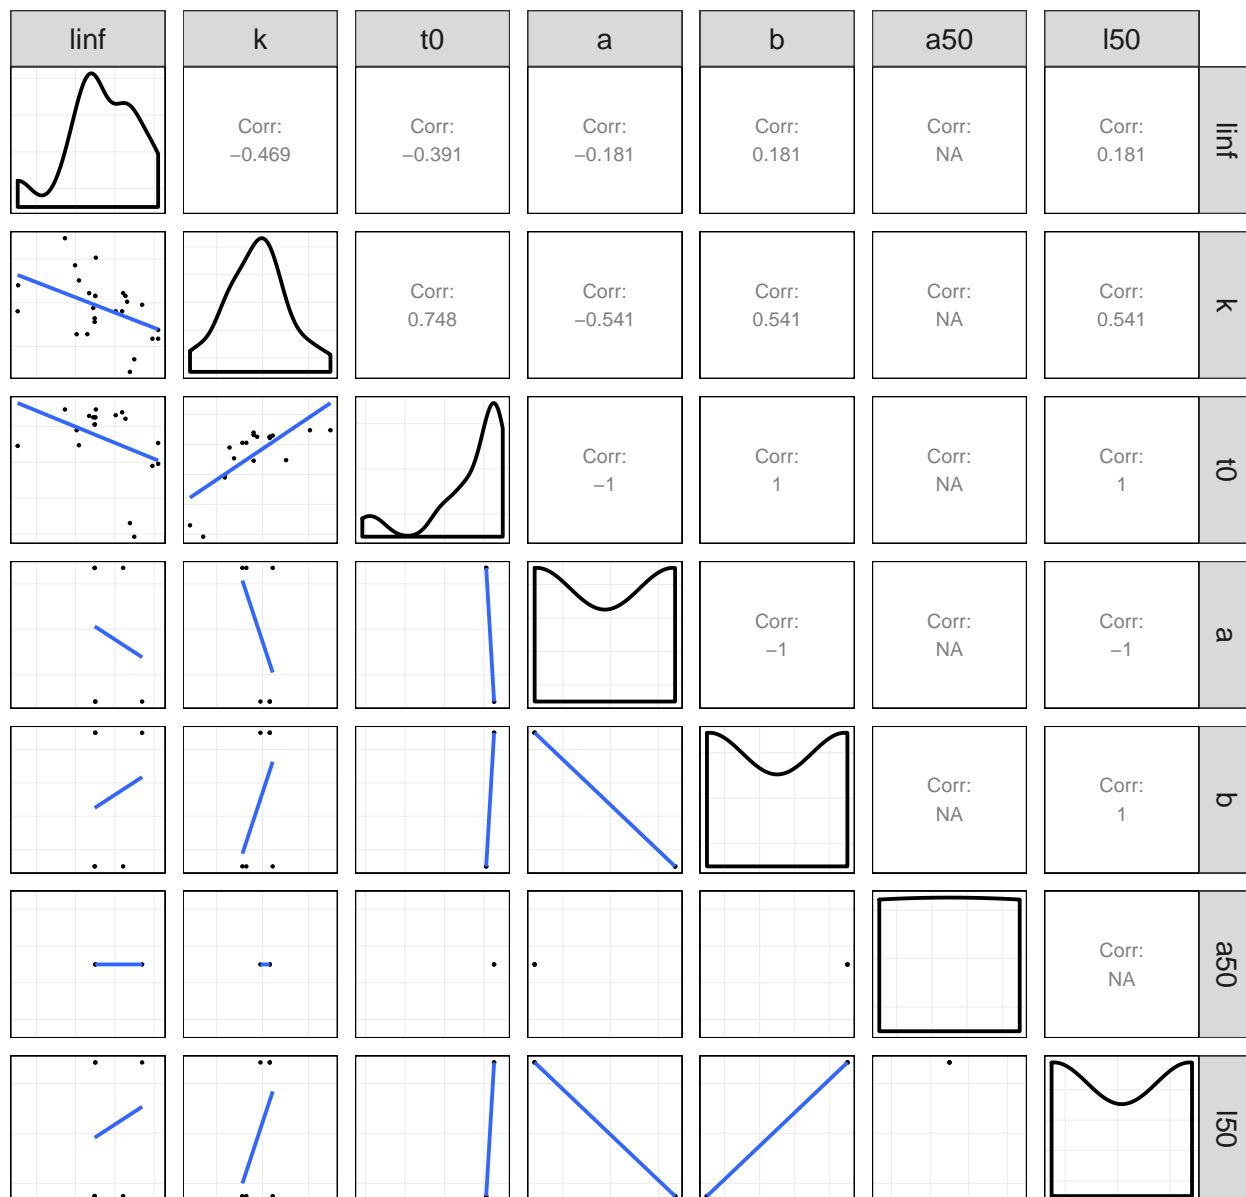 linf k t0 a b a50 l50
Corr: Corr: Corr: Corr: Corr: Corr:
−0.469 −0.391 −0.181 0.181 NA 0.181
linf
Corr: Corr: Corr: Corr: Corr:
0.748 −0.541 0.541 NA 0.541
k
Corr: Corr: Corr: Corr:
−1 1 NA 1
t0
Corr: Corr: Corr:
−1 NA −1
a
Corr: Corr:
NA 1
b
Corr:
NA
a50
l50